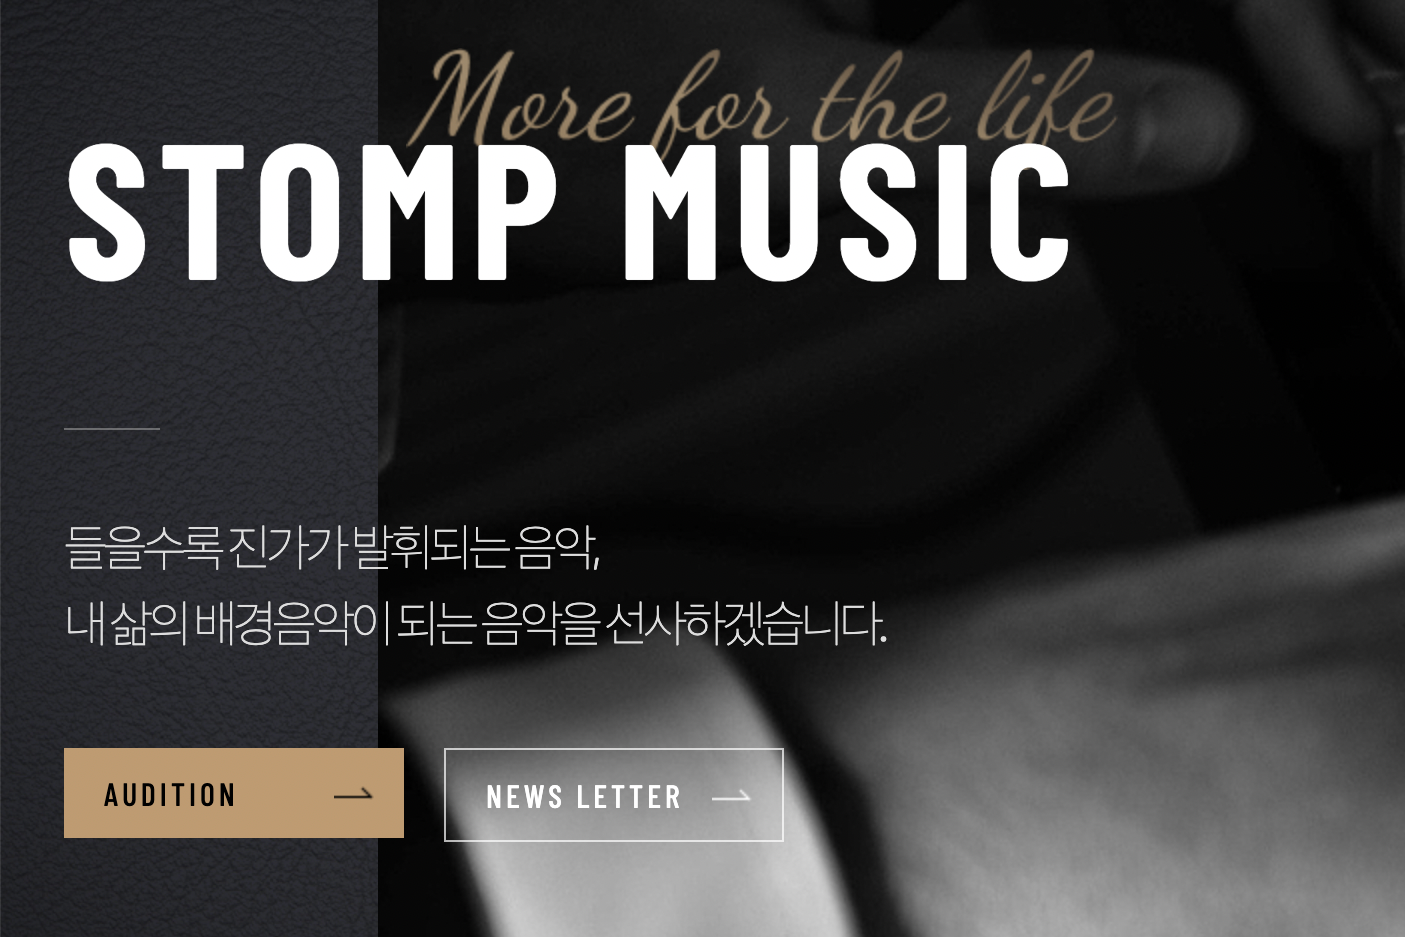 More for the life
STOMP MUSIC
들을수록 진가가 발휘되는 음악,
내 삶의 배경음악이 되는 음악을 선사하겠습니다.
AUDITION
NEWS LETTER